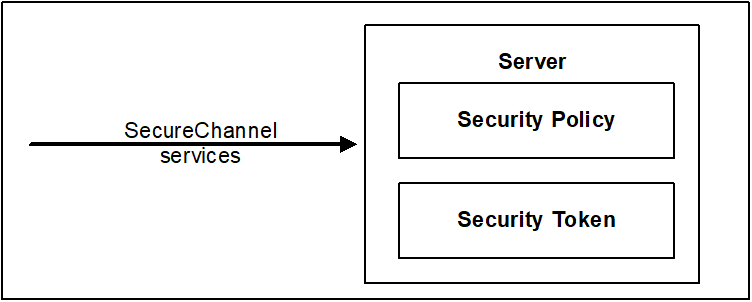 Server
Security Policy
SecureChannel
services
Security Token